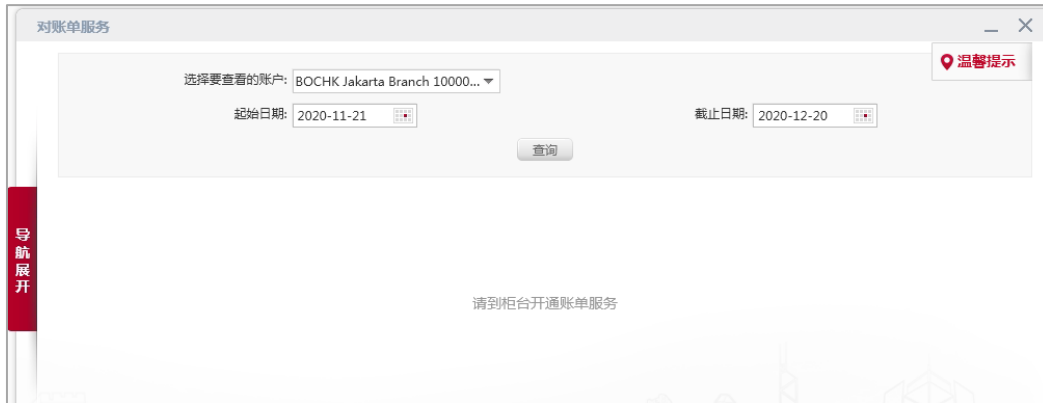 对账单服务
温馨提示
选择要查看的账户: BOCHK Jakarta Branch 10000...
起始日期: 2020-11-21 截止日期: 2020-12-20
查询
导航展开
请到柜台开通账单服务